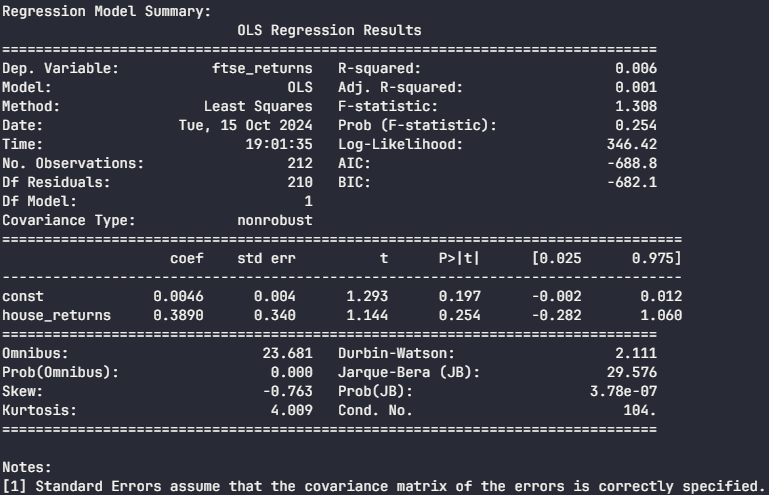 Regression Model Summary:
                            OLS Regression Results
==============================================================================
Dep. Variable:           ftse_returns   R-squared:                       0.006
Model:                            OLS   Adj. R-squared:                  0.001
Method:                 Least Squares   F-statistic:                     1.308
Date:                Tue, 15 Oct 2024   Prob (F-statistic):              0.254
Time:                        19:01:35   Log-Likelihood:                 346.42
No. Observations:                 212   AIC:                            -688.8
Df Residuals:                     210   BIC:                            -682.1
Df Model:                           1
Covariance Type:            nonrobust
=================================================================================
                    coef    std err          t      P>|t|      [0.025      0.975]
---------------------------------------------------------------------------------
const             0.0046      0.004      1.293      0.197      -0.002       0.012
house_returns     0.3890      0.340      1.144      0.254      -0.282       1.060
==============================================================================
Omnibus:                       23.681   Durbin-Watson:                   2.111
Prob(Omnibus):                  0.000   Jarque-Bera (JB):               29.576
Skew:                          -0.763   Prob(JB):                     3.78e-07
Kurtosis:                       4.009   Cond. No.                         104.
==============================================================================

Notes:
[1] Standard Errors assume that the covariance matrix of the errors is correctly specified.